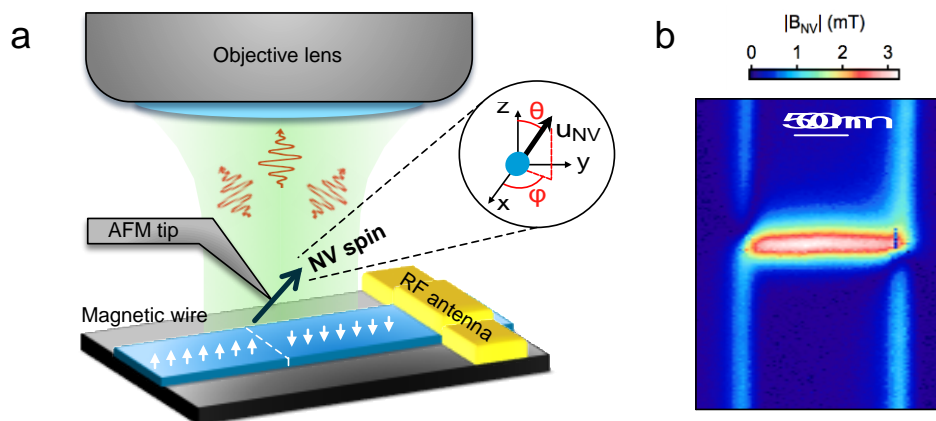 a
Objective lens
z
θ
u_NV
y
x
φ
AFM tip
NV spin
RF antenna
Magnetic wire
b
|B_NV| (mT)
0 1 2 3